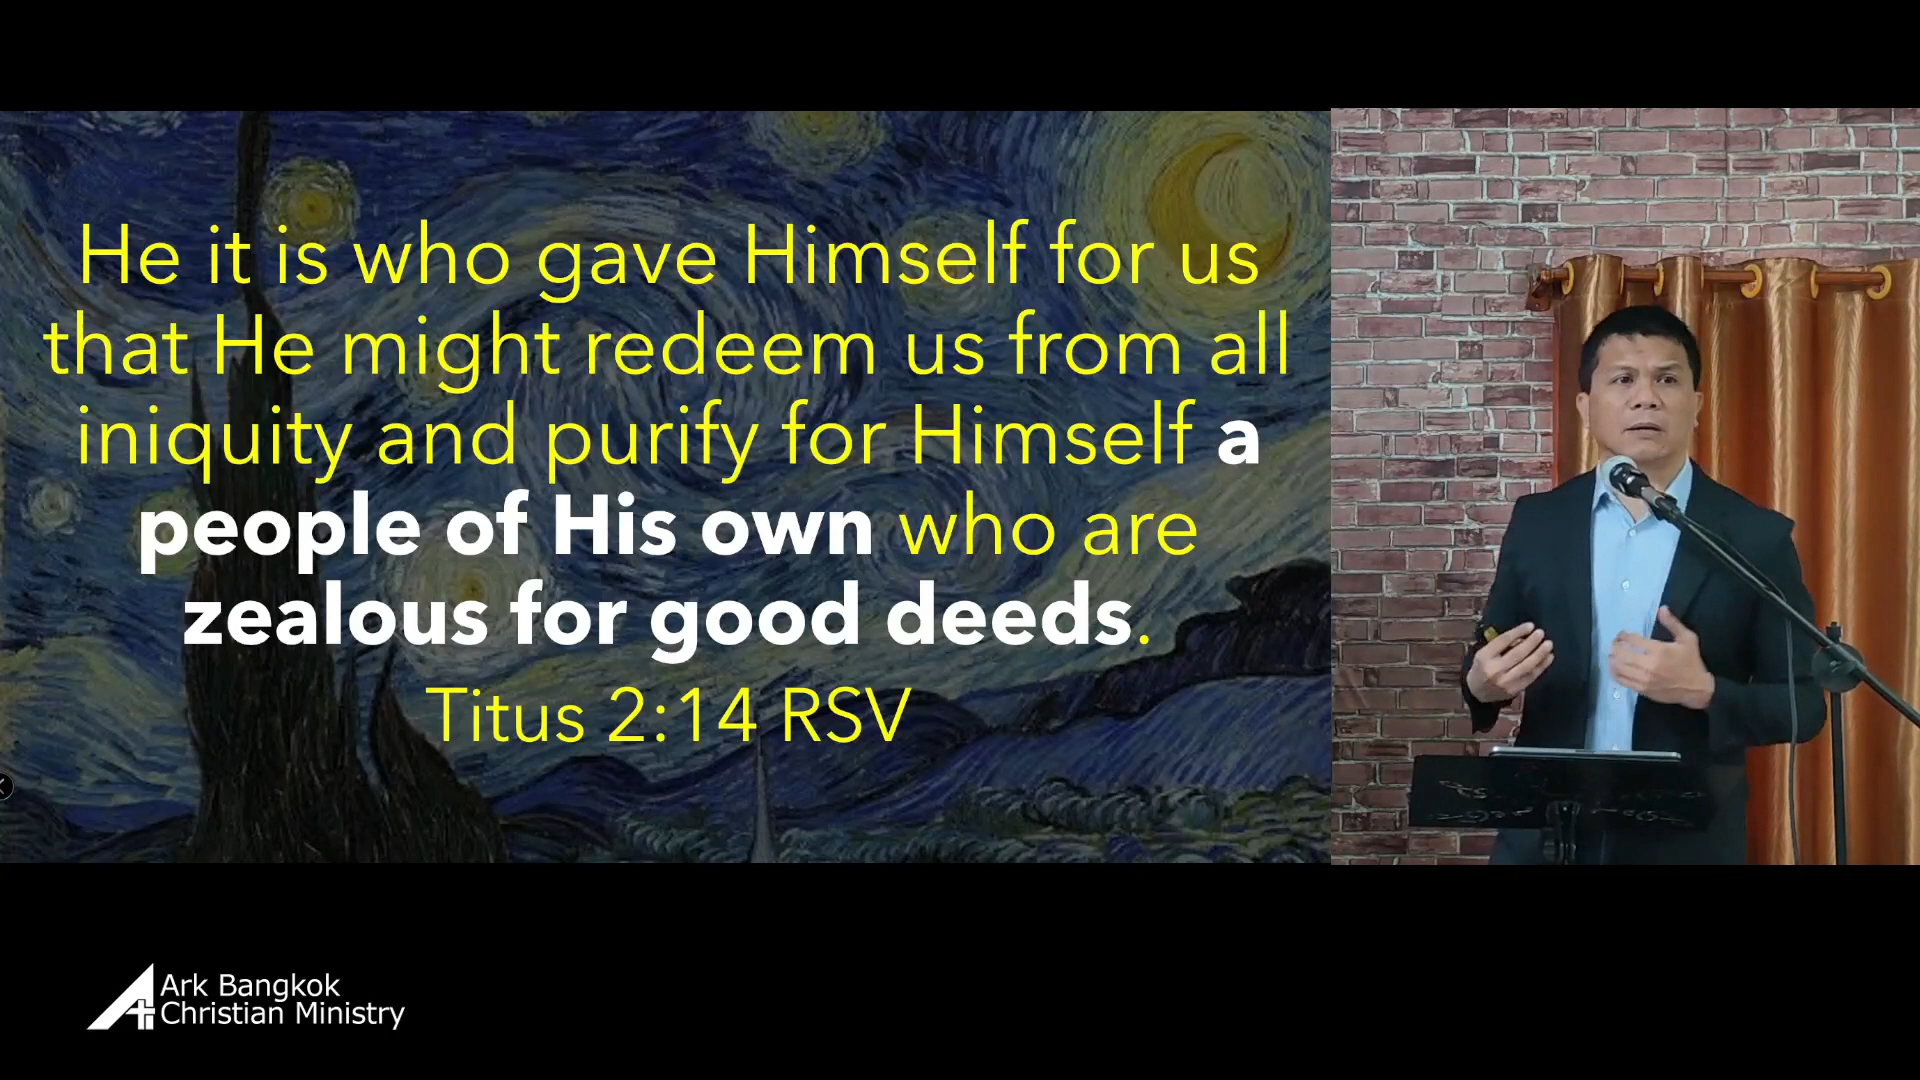 He it is who gave Himself for us
that He might redeem us from all
iniquity and purify for Himself a
people of His own who are
zealous for good deeds.
Titus 2:14 RSV
Ark Bangkok
Christian Ministry